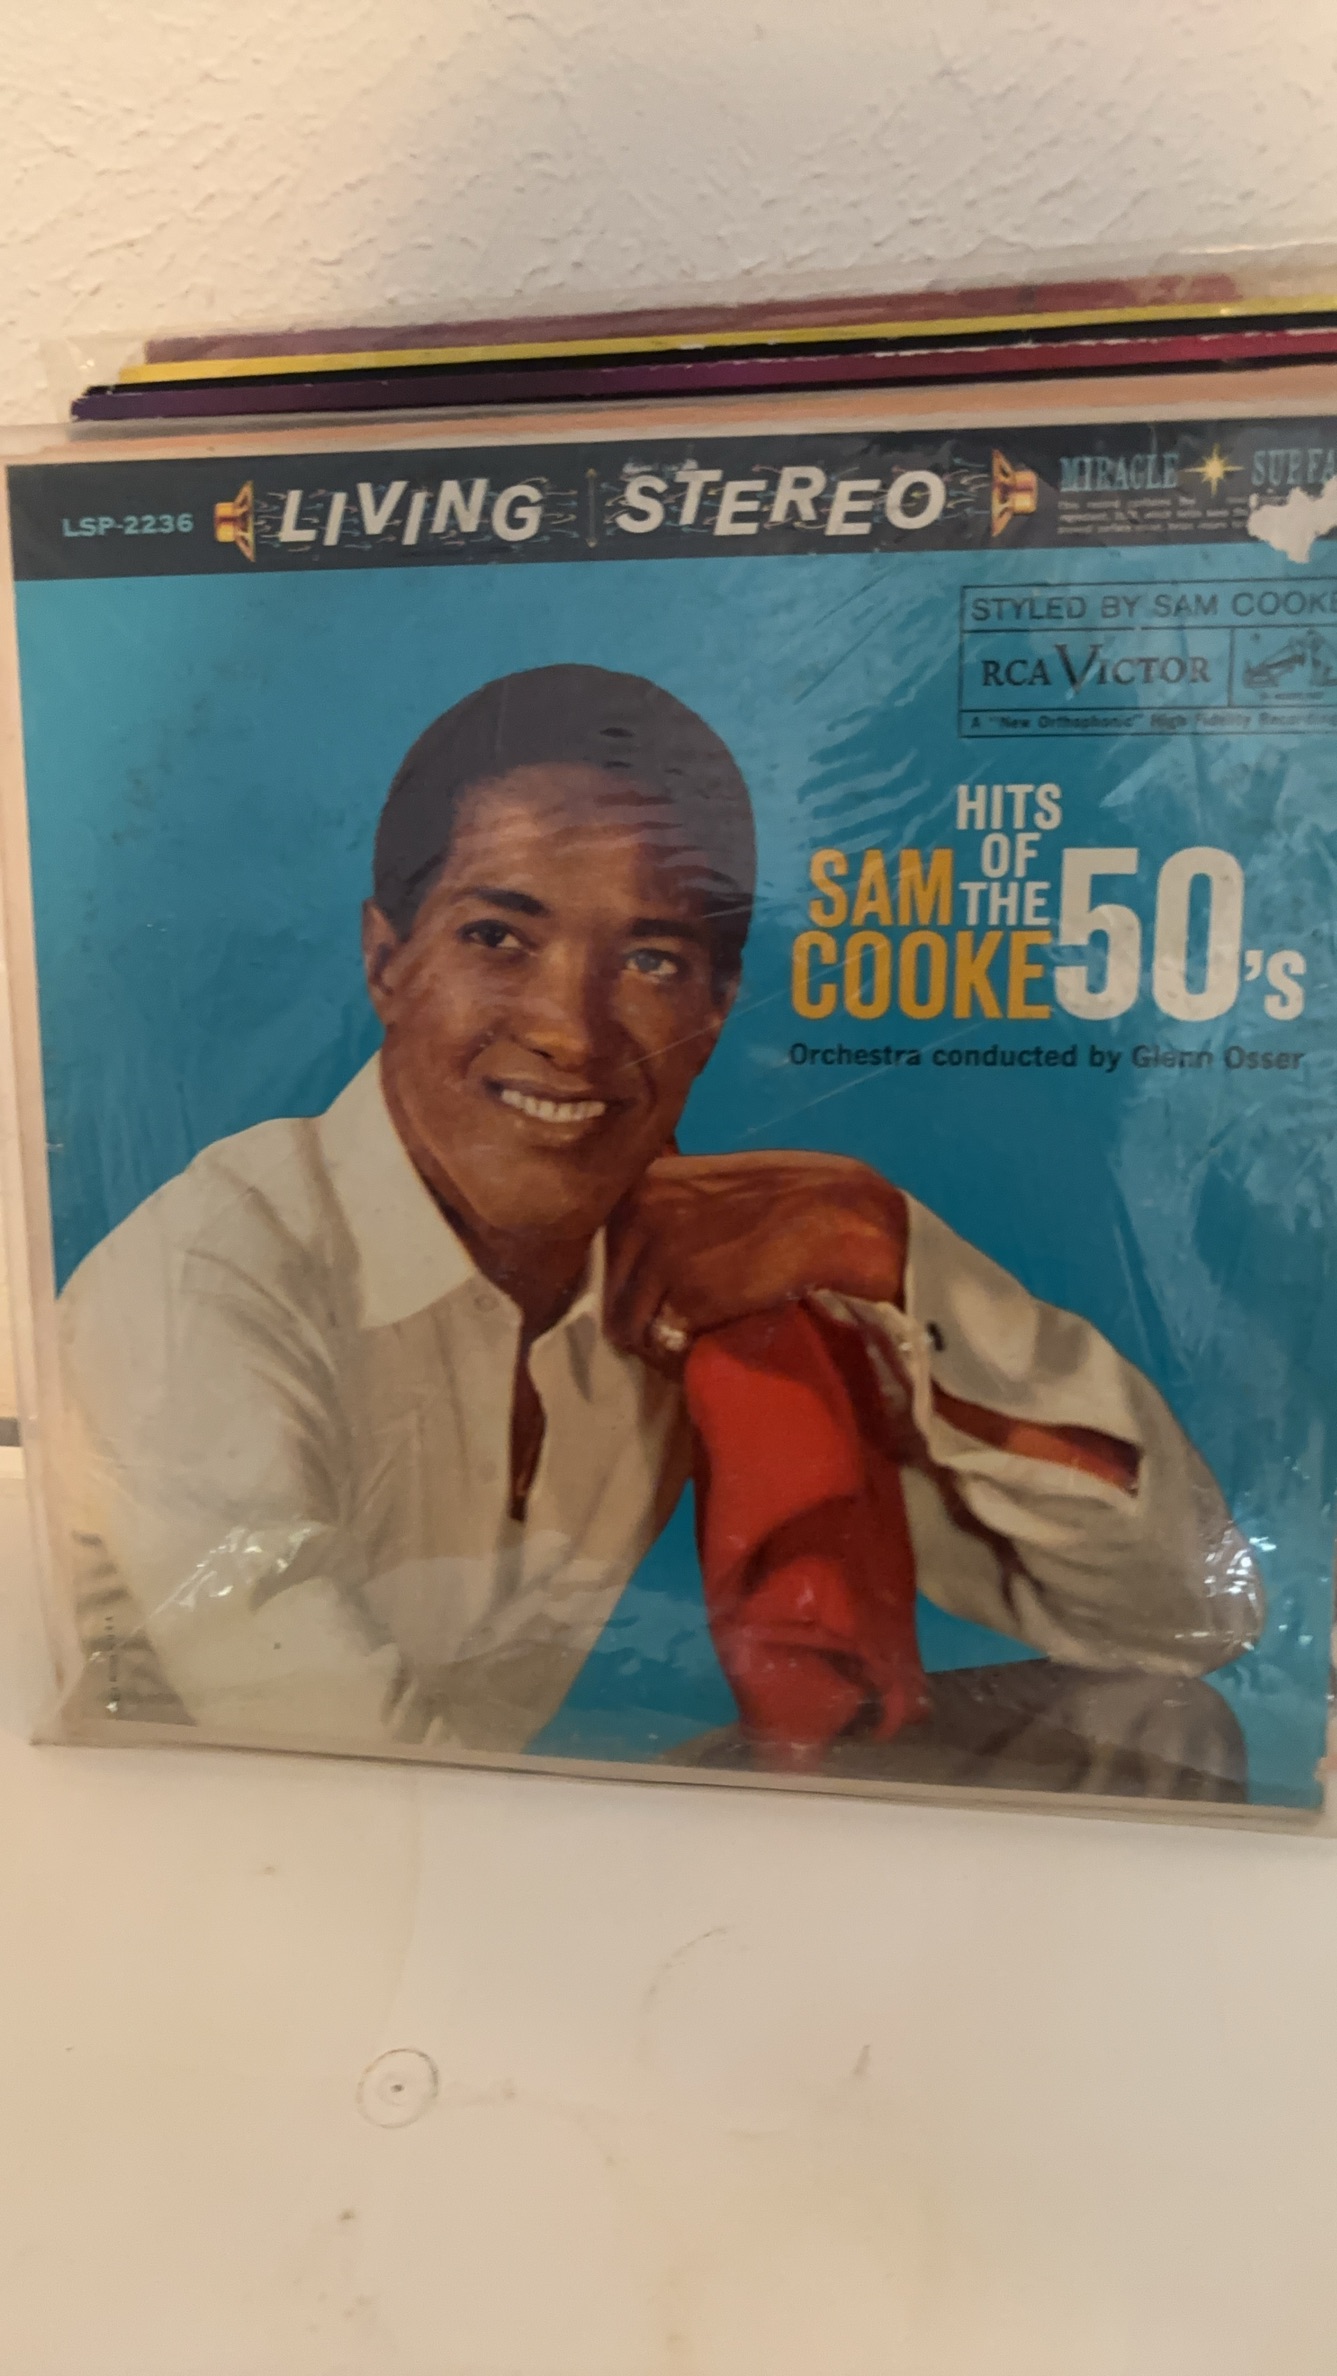 LSP-2236
LIVING STEREO
MIRACLE SURFA
STYLED BY SAM COOKE
RCA VICTOR
A "New Orthophonic" High Fidelity Recording
HITS
OF
SAM THE 50's
COOKE
Orchestra conducted by Glenn Osser